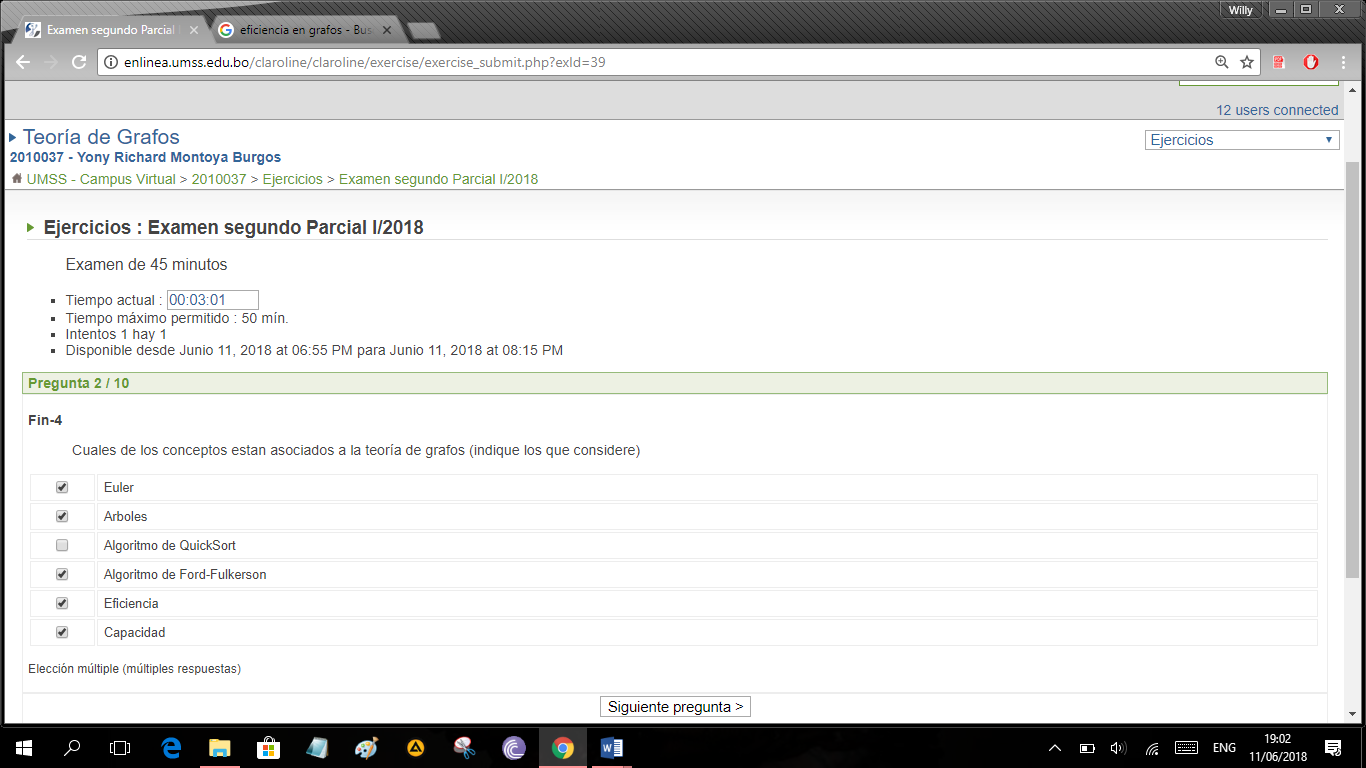 Willy
Examen segundo Parcial
eficiencia en grafos - Bus
enlinea.umss.edu.bo/claroline/claroline/exercise/exercise_submit.php?exId=39
12 users connected
Teoría de Grafos
Ejercicios
2010037 - Yony Richard Montoya Burgos
UMSS - Campus Virtual > 2010037 > Ejercicios > Examen segundo Parcial I/2018
Ejercicios : Examen segundo Parcial I/2018
Examen de 45 minutos
Tiempo actual : 00:03:01
Tiempo máximo permitido : 50 mín.
Intentos 1 hay 1
Disponible desde Junio 11, 2018 at 06:55 PM para Junio 11, 2018 at 08:15 PM
Pregunta 2 / 10
Fin-4
Cuales de los conceptos estan asociados a la teoría de grafos (indique los que considere)
Euler
Arboles
Algoritmo de QuickSort
Algoritmo de Ford-Fulkerson
Eficiencia
Capacidad
Elección múltiple (múltiples respuestas)
Siguiente pregunta >
ENG
19:02
11/06/2018